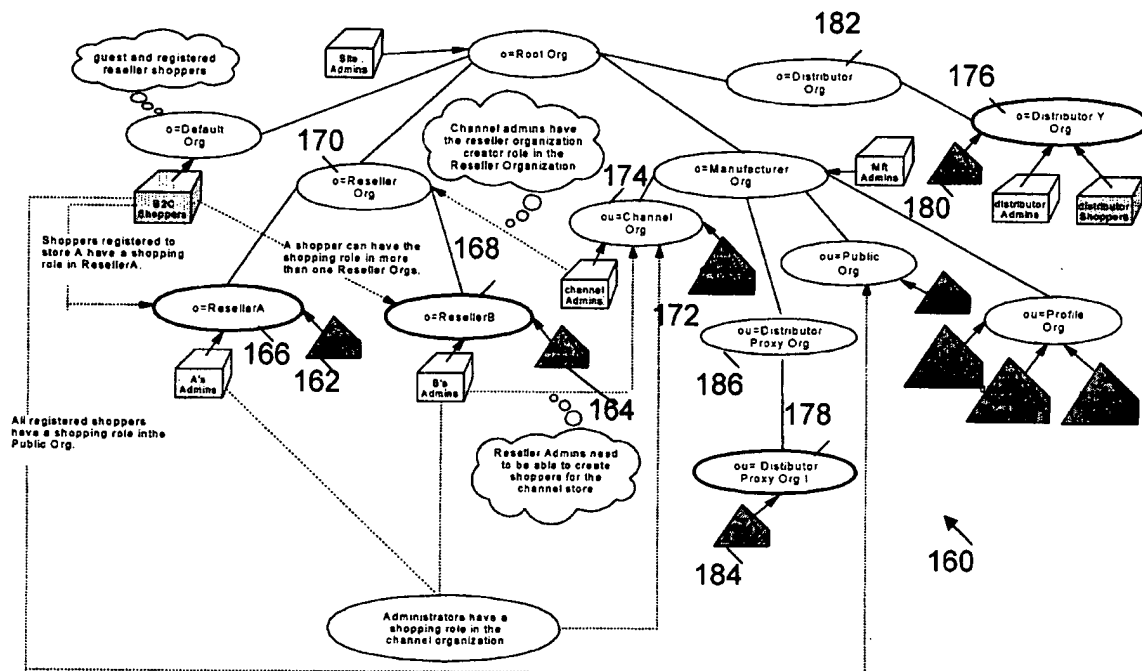 182
o=Root Org
Site
Admins
guest and registered
reseller shoppers
o=Distributor
Org
176
o=Default
Org
170
Channel admins have
the reseller organization
creator role in the
Reseller Organization
o=Distributor Y
Org
174
o=Manufacturer
Org
Mft
Admins
o=Reseller
Org
180
B2C
Shoppers
distributor
Admins
distributor
Shoppers
ou=Channel
Org
Shoppers registered to
store A have a shopping
role in ResellerA.
A shopper can have the
shopping role in more
than one Reseller Orgs.
168
ou=Public
Org
channel
Admins
o=ResellerA
o=ResellerB
172
ou=Profile
Org
ou=Distributor
Proxy Org
166
162
A's
Admins
B's
Admins
164
186
178
All registered shoppers
have a shopping role inthe
Public Org.
Reseller Admins need
to be able to create
shoppers for the
channel store
ou= Distibutor
Proxy Org 1
184
160
Administrators have a
shopping role in the
channel organization